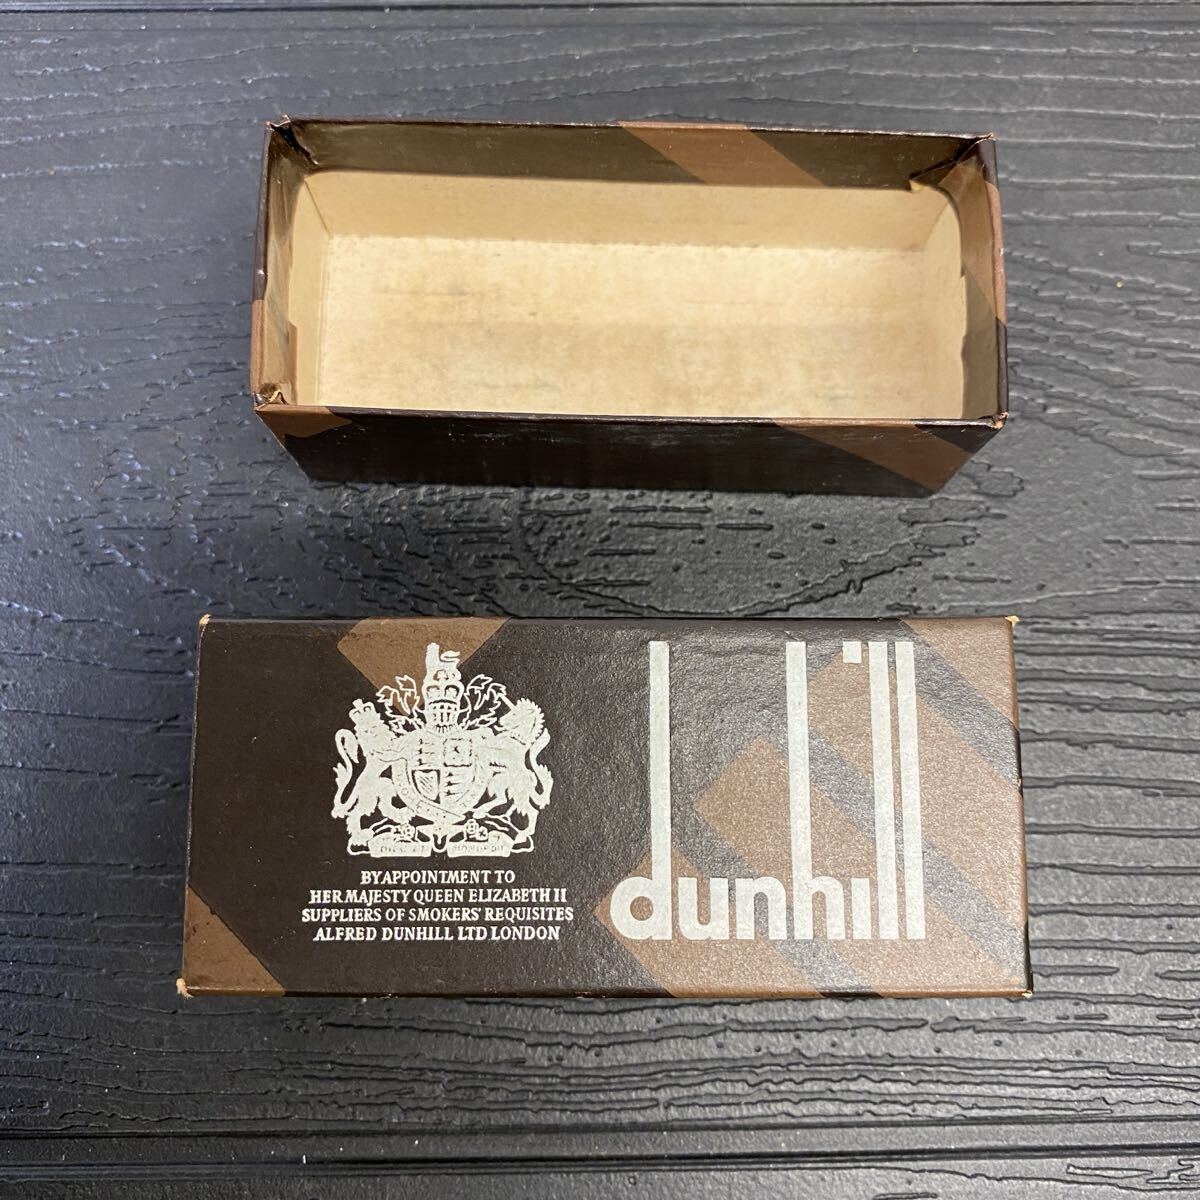 BY APPOINTMENT TO
HER MAJESTY QUEEN ELIZABETH II
SUPPLIERS OF SMOKERS' REQUISITES
ALFRED DUNHILL LTD LONDON
dunhill